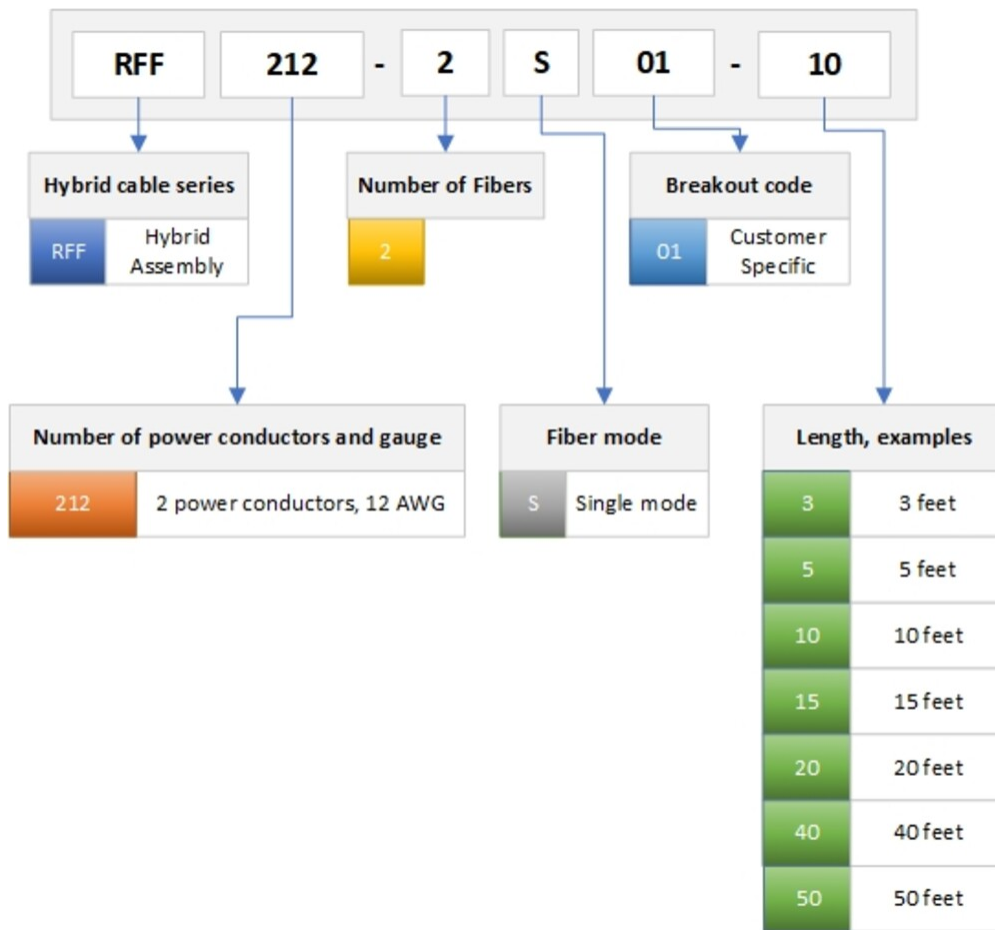 RFF 212 - 2 S 01 - 10
Hybrid cable series
RFF Hybrid
Assembly
Number of Fibers
2
Breakout code
01 Customer
Specific
Number of power conductors and gauge
212 2 power conductors, 12 AWG
Fiber mode
S Single mode
Length, examples
3 3 feet
5 5 feet
10 10 feet
15 15 feet
20 20 feet
40 40 feet
50 50 feet